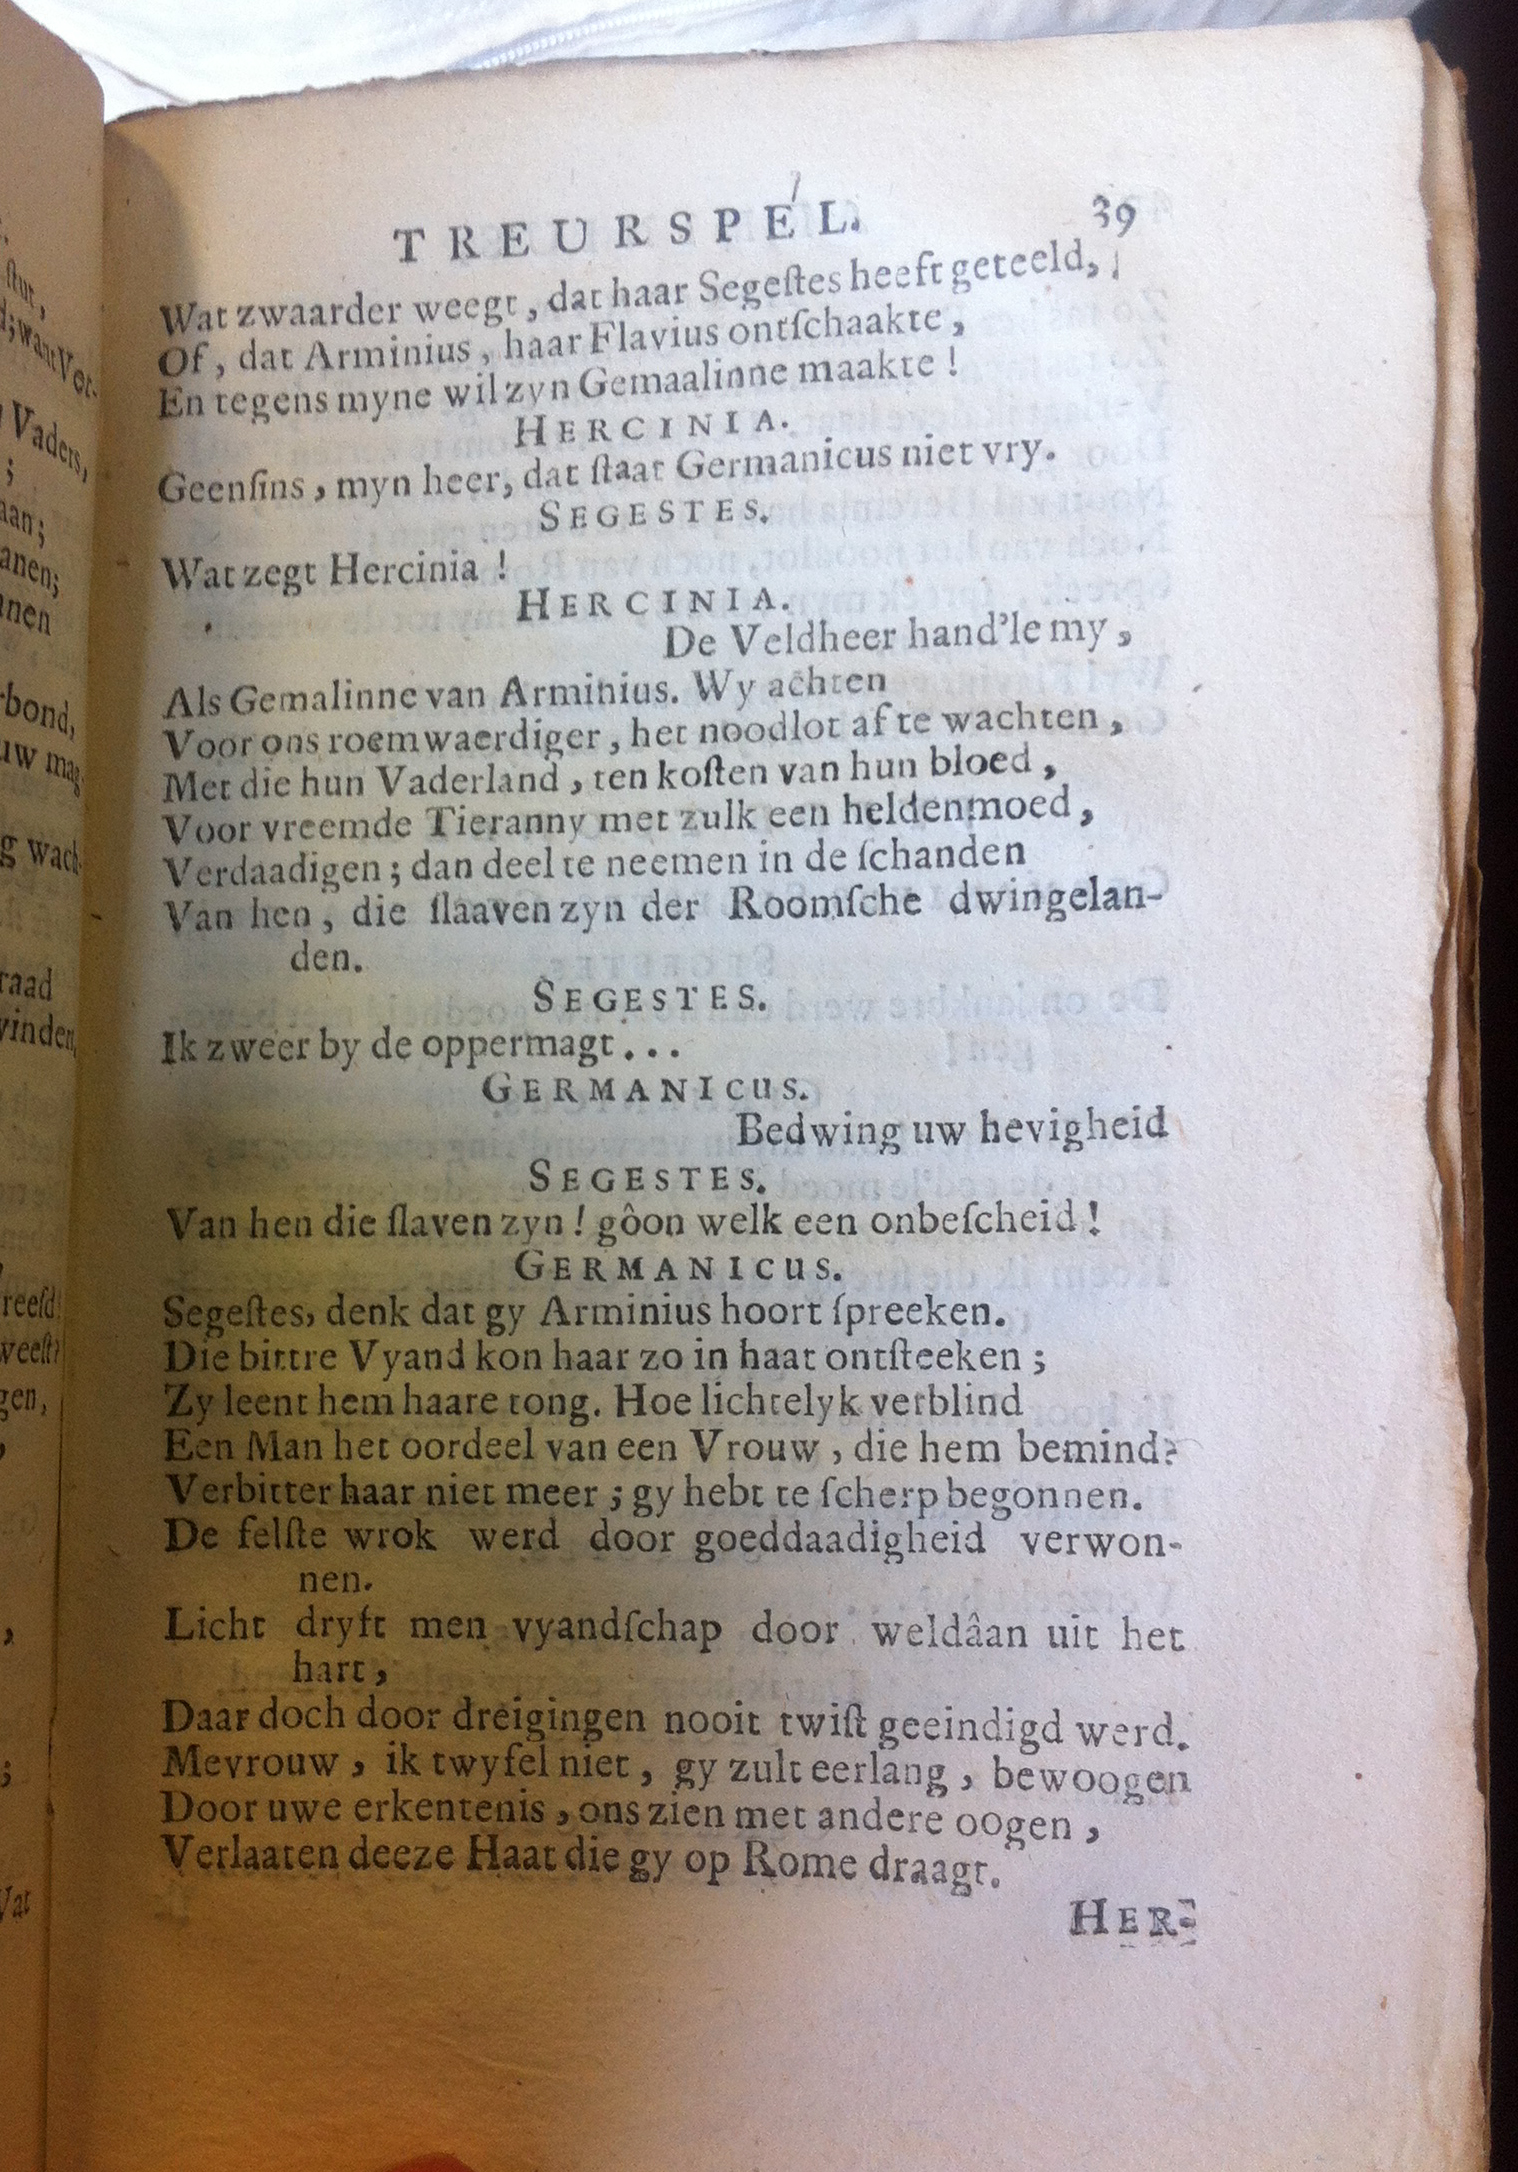 TREURSPEL. 39
Wat zwaarder weegt, dat haar Segeſtes heeft geteeld,
Of, dat Arminius, haar Flavius ontſchaakte,
En tegens myne wil zyn Gemaalinne maakte!
HERCINIA.
Geenſins, myn heer, dat ſtaat Germanicus niet vry.
SEGESTES.
Wat zegt Hercinia!
HERCINIA.
De Veldheer hand'le my,
Als Gemalinne van Arminius. Wy achten
Voor ons roemwaerdiger, het noodlot af te wachten,
Met die hun Vaderland, ten koſten van hun bloed,
Voor vreemde Tieranny met zulk een heldenmoed,
Verdaadigen; dan deel te neemen in de ſchanden
Van hen, die ſlaaven zyn der Roomſche dwingelan-
den.
SEGESTES.
Ik zweer by de oppermagt...
GERMANICUS.
Bedwing uw hevigheid
SEGESTES.
Van hen die ſlaven zyn! gôon welk een onbeſcheid!
GERMANICUS.
Segeſtes, denk dat gy Arminius hoort ſpreeken.
Die bittre Vyand kon haar zo in haat ontſteeken;
Zy leent hem haare tong. Hoe lichtelyk verblind
Een Man het oordeel van een Vrouw, die hem bemind?
Verbitter haar niet meer; gy hebt te ſcherp begonnen.
De felſte wrok werd door goeddaadigheid verwon-
nen.
Licht dryft men vyandſchap door weldâan uit het
hart,
Daar doch door dreigingen nooit twiſt geeindigd werd.
Mevrouw, ik twyfel niet, gy zult eerlang, bewoogen
Door uwe erkentenis, ons zien met andere oogen,
Verlaaten deeze Haat die gy op Rome draagt.
HER-